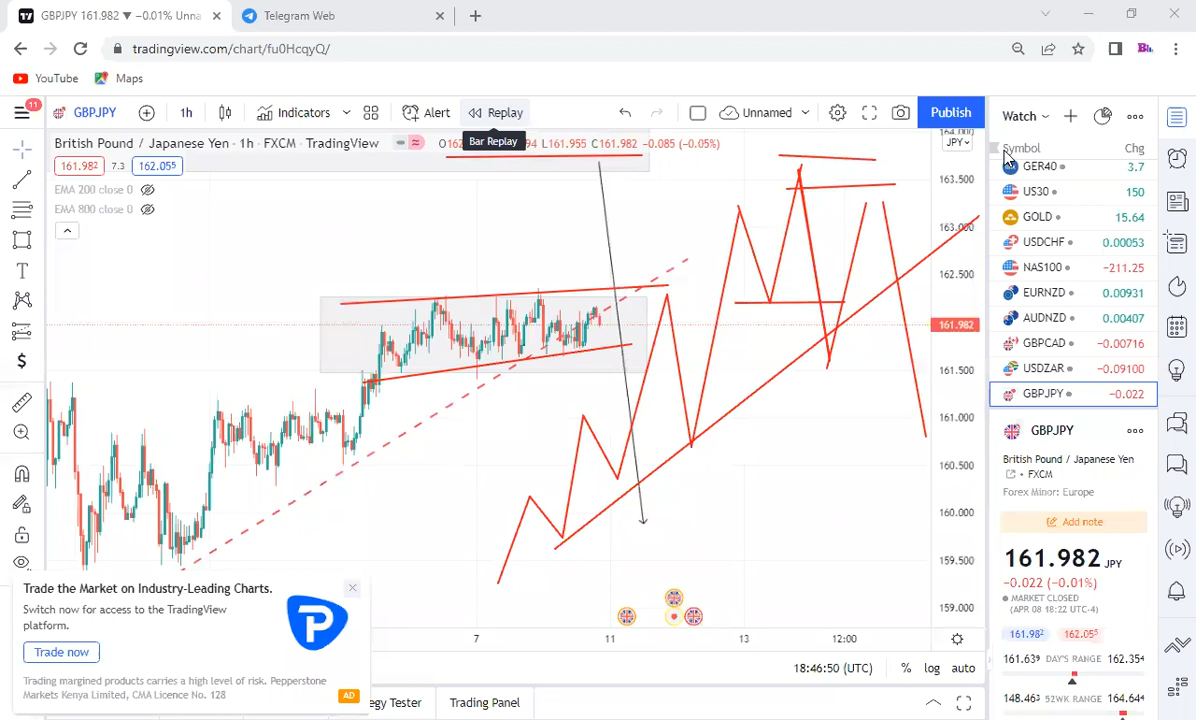 GBPJPY 161.982 ▼ −0.01% Unna
Telegram Web
tradingview.com/chart/fu0HcqyQ/
YouTube
Maps
11
GBPJPY
1h
Indicators
Alert
Replay
Unnamed
Publish
Watch
Bar Replay
British Pound / Japanese Yen · 1h · FXCM · TradingView
L161.955 C161.982 −0.085 (−0.05%)
161.982
7.3
162.055
EMA 200 close 0
EMA 800 close 0
164.000
JPY
163.500
163.000
162.500
161.982
161.500
161.000
160.500
160.000
159.500
159.000
Symbol
Chg
GER40 3.7
US30 150
GOLD 15.64
USDCHF 0.00053
NAS100 −211.25
EURNZD 0.00931
AUDNZD 0.00407
GBPCAD −0.00716
USDZAR −0.09100
GBPJPY −0.022
GBPJPY
British Pound / Japanese Yen
FXCM
Forex Minor: Europe
Add note
161.982 JPY
−0.022 (−0.01%)
MARKET CLOSED
(APR 08 18:22 UTC-4)
161.982
162.055
161.639 DAY'S RANGE 162.354
148.463 52WK RANGE 164.644
7
11
13
12:00
18:46:50 (UTC)
%
log
auto
Trade the Market on Industry-Leading Charts.
Switch now for access to the TradingView
platform.
Trade now
Trading margined products carries a high level of risk. Pepperstone
Markets Kenya Limited, CMA Licence No. 128
AD
egy Tester
Trading Panel